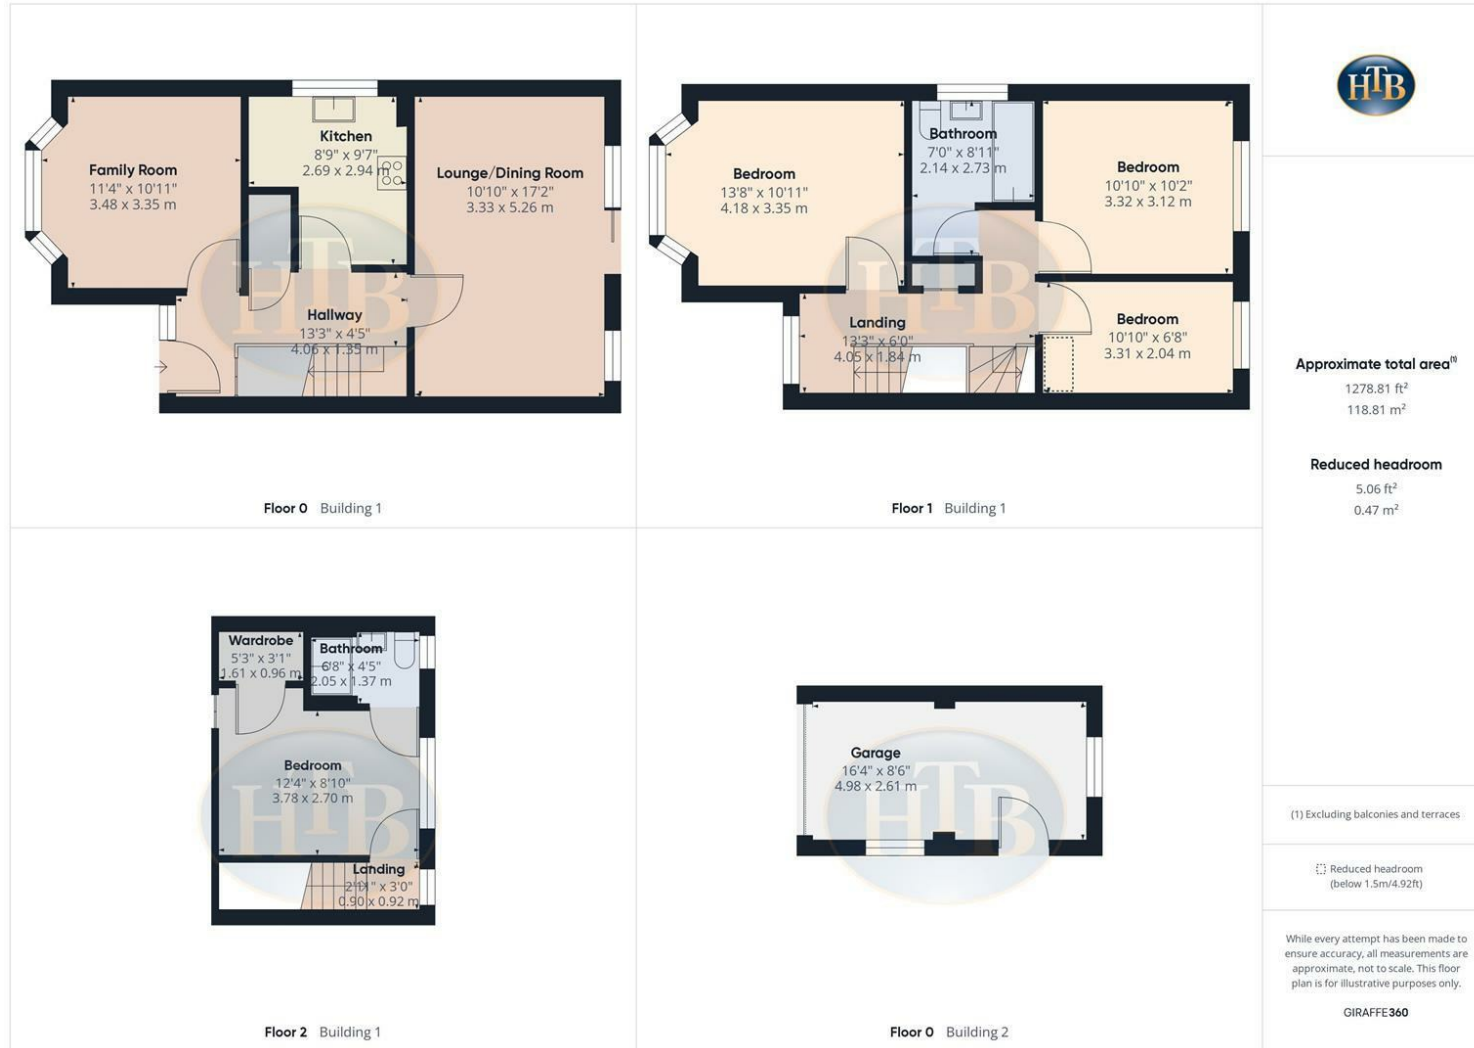 Family Room
11'4" x 10'11"
3.48 x 3.35 m
Kitchen
8'9" x 9'7"
2.69 x 2.94 m
Lounge/Dining Room
10'10" x 17'2"
3.33 x 5.26 m
Hallway
13'3" x 4'5"
4.06 x 1.35 m
HTB
Floor 0 Building 1
Bedroom
13'8" x 10'11"
4.18 x 3.35 m
Bathroom
7'0" x 8'11"
2.14 x 2.73 m
Bedroom
10'10" x 10'2"
3.32 x 3.12 m
Landing
13'3" x 6'0"
4.05 x 1.84 m
Bedroom
10'10" x 6'8"
3.31 x 2.04 m
HTB
Floor 1 Building 1
Wardrobe
5'3" x 3'1"
1.61 x 0.96 m
Bathroom
6'8" x 4'5"
2.05 x 1.37 m
Bedroom
12'4" x 8'10"
3.78 x 2.70 m
Landing
2'11" x 3'0"
0.90 x 0.92 m
HTB
Floor 2 Building 1
Garage
16'4" x 8'6"
4.98 x 2.61 m
HTB
Floor 0 Building 2
HTB
Approximate total area(1)
1278.81 ft²
118.81 m²
Reduced headroom
5.06 ft²
0.47 m²
(1) Excluding balconies and terraces
Reduced headroom
(below 1.5m/4.92ft)
While every attempt has been made to
ensure accuracy, all measurements are
approximate, not to scale. This floor
plan is for illustrative purposes only.
GIRAFFE360